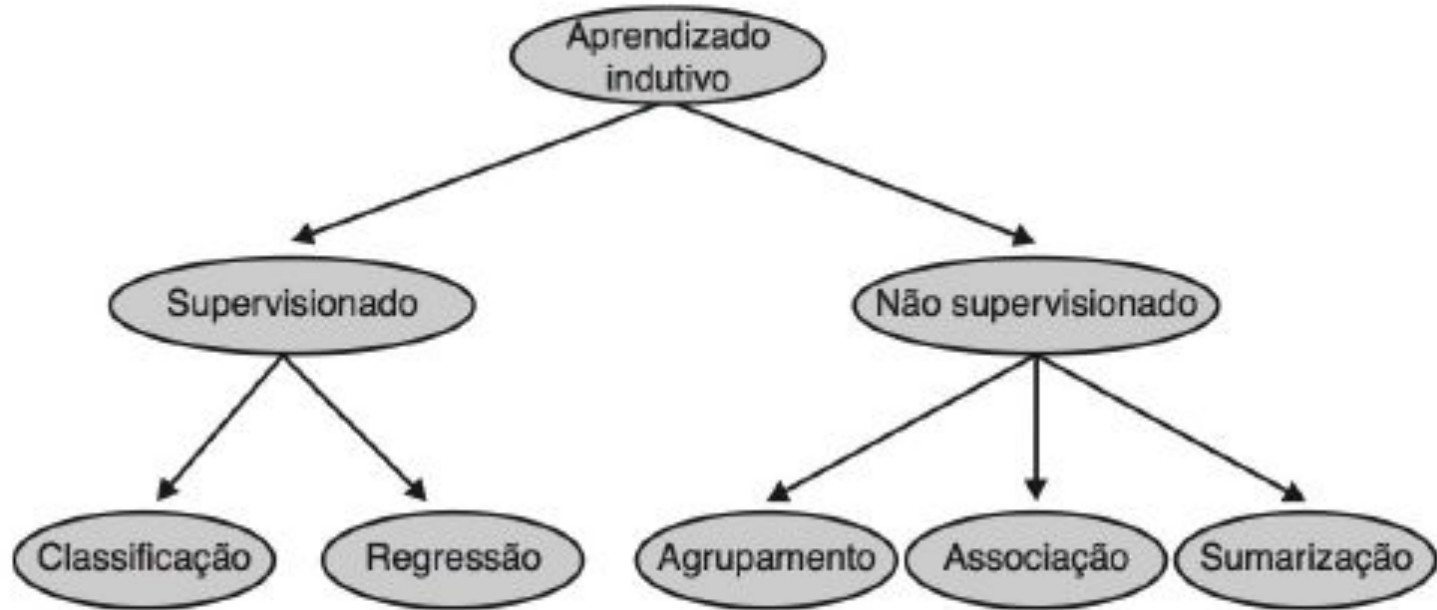 Aprendizado
indutivo
Supervisionado
Não supervisionado
Classificação
Regressão
Agrupamento
Associação
Sumarização